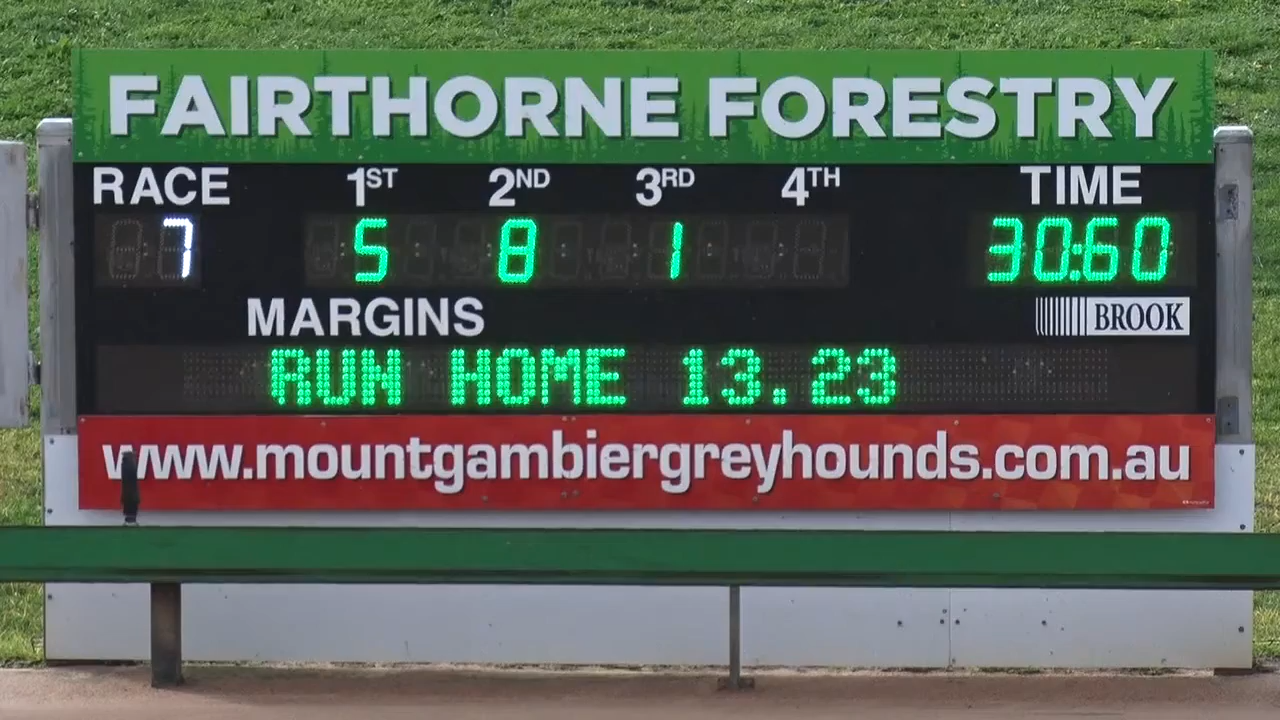 FAIRTHORNE FORESTRY
RACE 1ST 2ND 3RD 4TH TIME
7 5 8 1 30:60
MARGINS BROOK
RUN HOME 13.23
www.mountgambiergreyhounds.com.au